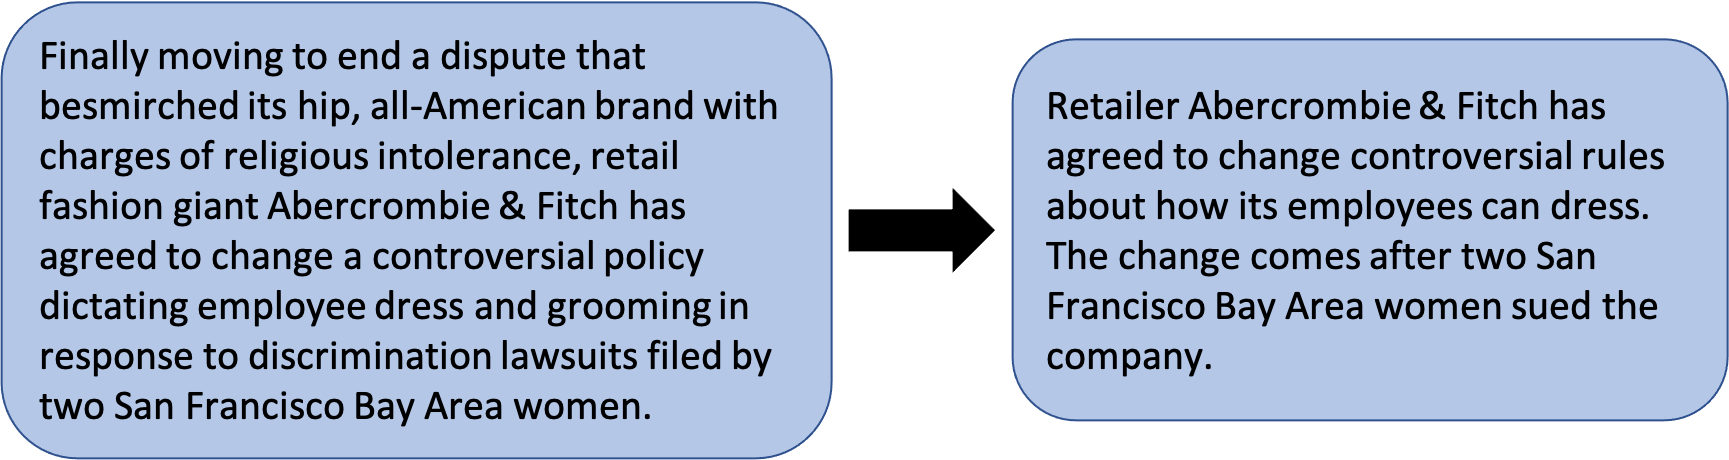 Finally moving to end a dispute that
besmirched its hip, all-American brand with
charges of religious intolerance, retail
fashion giant Abercrombie & Fitch has
agreed to change a controversial policy
dictating employee dress and grooming in
response to discrimination lawsuits filed by
two San Francisco Bay Area women.
Retailer Abercrombie & Fitch has
agreed to change controversial rules
about how its employees can dress.
The change comes after two San
Francisco Bay Area women sued the
company.